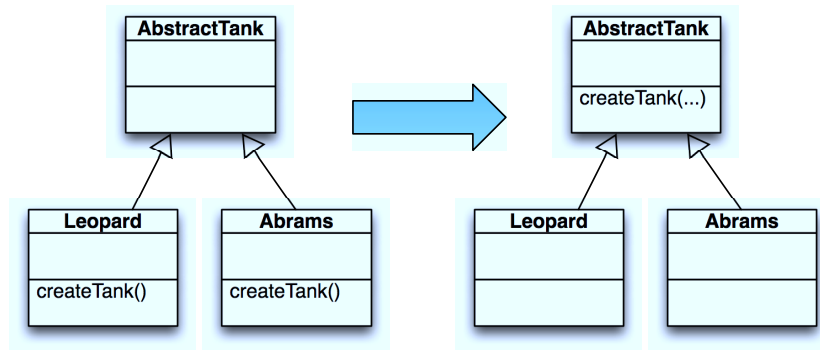 AbstractTank
Leopard
createTank()
Abrams
createTank()
AbstractTank
createTank(...)
Leopard
Abrams